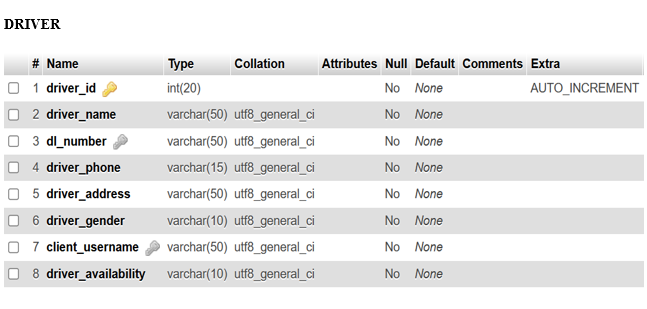 DRIVER
# Name Type Collation Attributes Null Default Comments Extra
1 driver_id int(20) No None AUTO_INCREMENT
2 driver_name varchar(50) utf8_general_ci No None
3 dl_number varchar(50) utf8_general_ci No None
4 driver_phone varchar(15) utf8_general_ci No None
5 driver_address varchar(50) utf8_general_ci No None
6 driver_gender varchar(10) utf8_general_ci No None
7 client_username varchar(50) utf8_general_ci No None
8 driver_availability varchar(10) utf8_general_ci No None